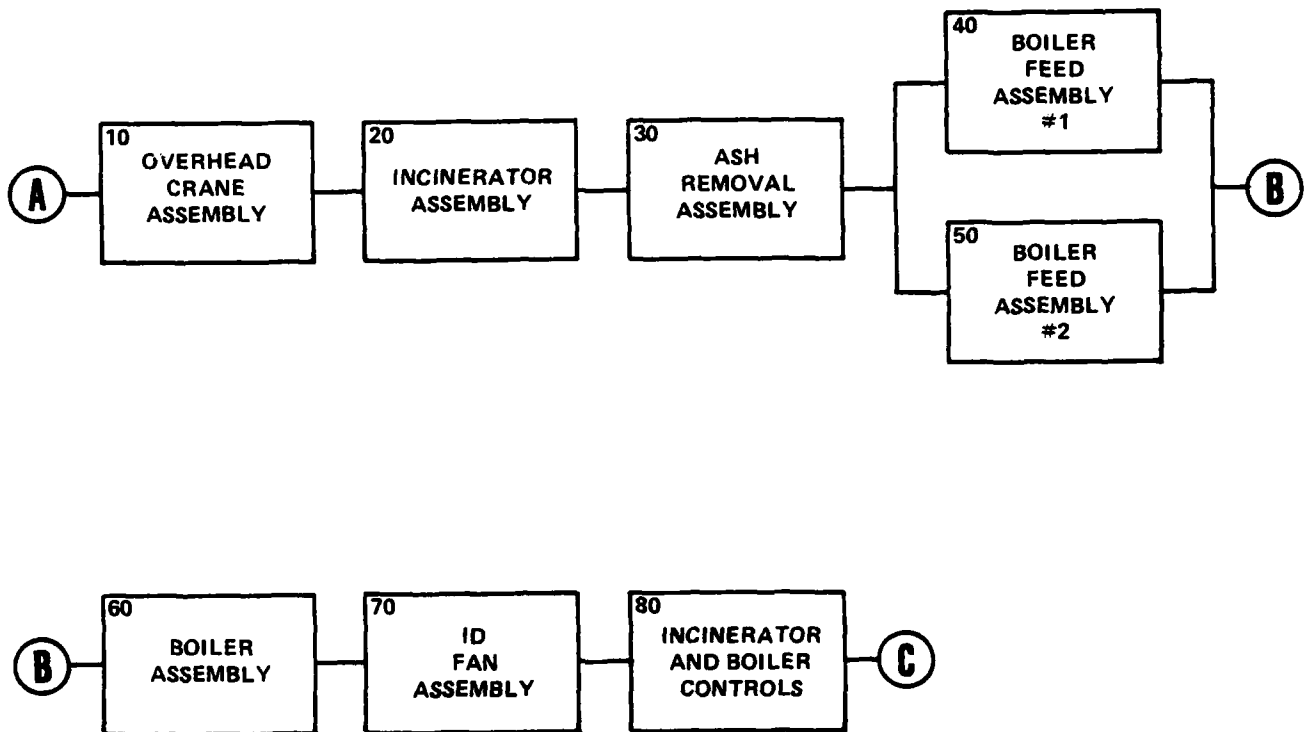 A
10
OVERHEAD
CRANE
ASSEMBLY
20
INCINERATOR
ASSEMBLY
30
ASH
REMOVAL
ASSEMBLY
40
BOILER
FEED
ASSEMBLY
#1
50
BOILER
FEED
ASSEMBLY
#2
B
B
60
BOILER
ASSEMBLY
70
ID
FAN
ASSEMBLY
80
INCINERATOR
AND BOILER
CONTROLS
C